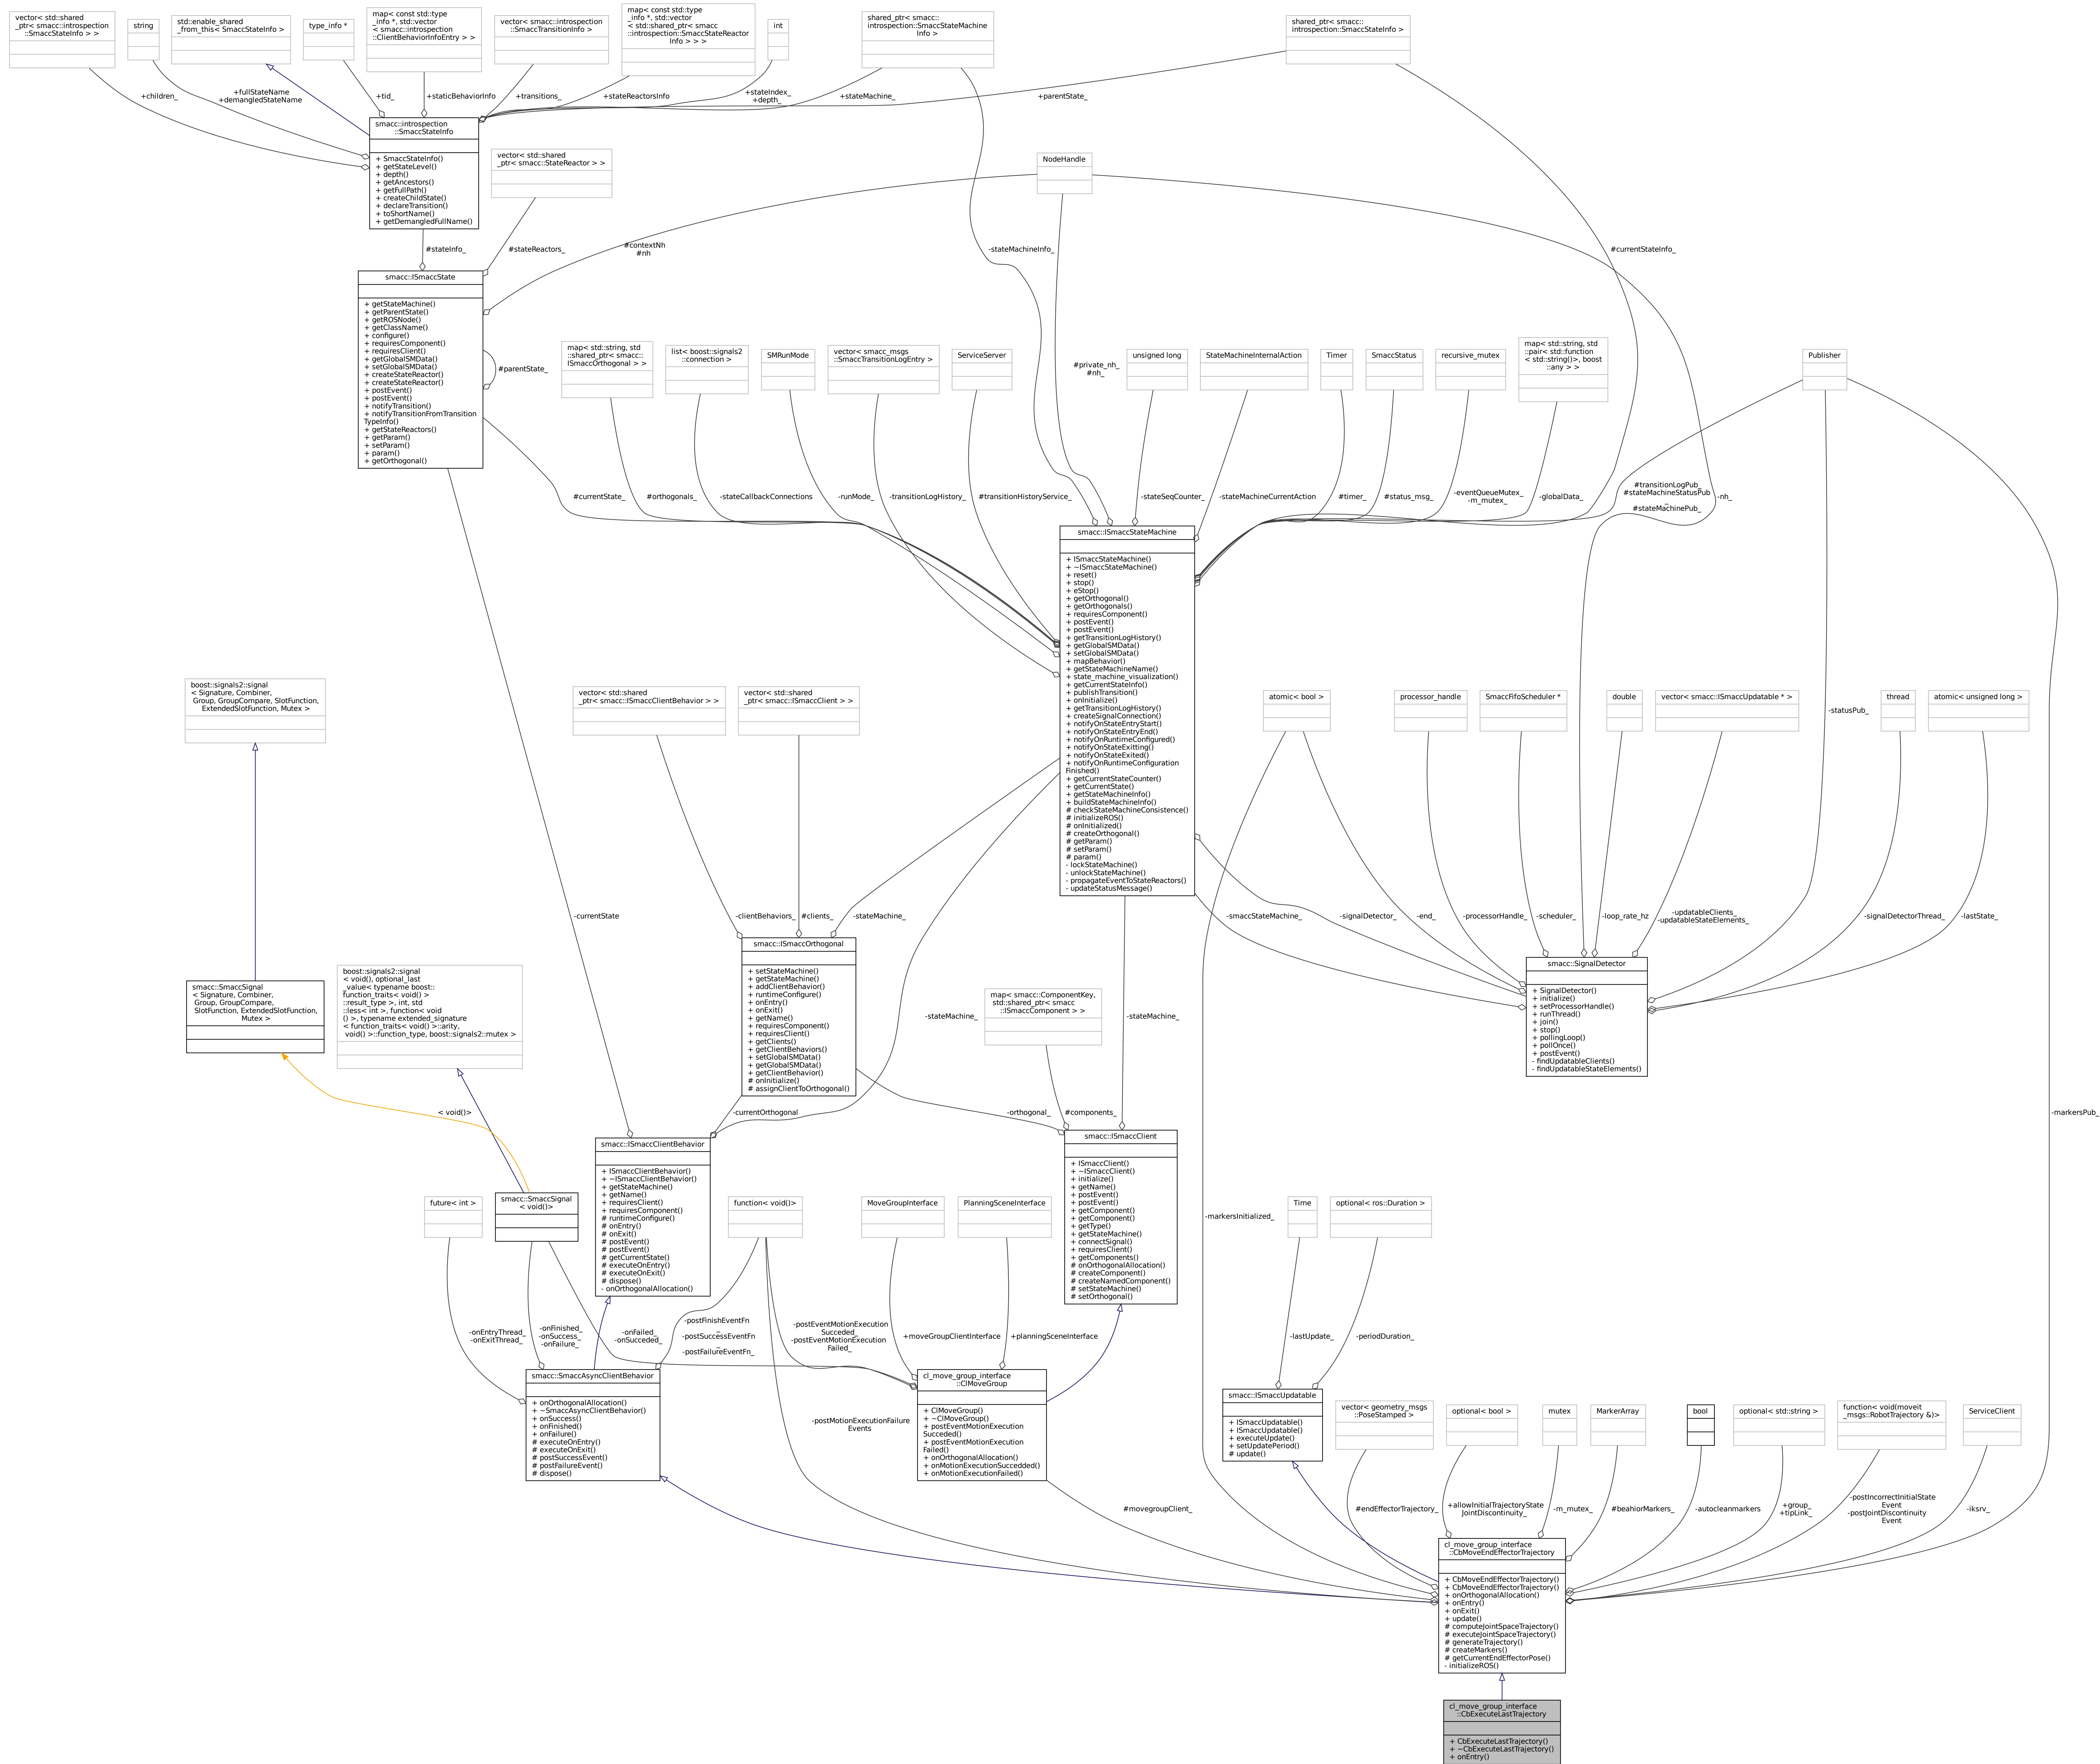 vector< std::shared
_ptr< smacc::introspection
::SmaccStateInfo > >
string
std::enable_shared
_from_this< SmaccStateInfo >
type_info *
map< const std::type
_info *, std::vector
< smacc::introspection
::ClientBehaviorInfoEntry > >
vector< smacc::introspection
::SmaccTransitionInfo >
map< const std::type
_info *, std::vector
< std::shared_ptr< smacc
::introspection::SmaccStateReactor
Info > > >
int
shared_ptr< smacc::
introspection::SmaccStateMachine
Info >
shared_ptr< smacc::
introspection::SmaccStateInfo >
+children_
+fullStateName
+demangledStateName
+tid_
+staticBehaviorInfo
+transitions_
+stateReactorsInfo
+stateIndex_
+depth_
+stateMachine_
+parentState_
smacc::introspection
::SmaccStateInfo
+ SmaccStateInfo()
+ getStateLevel()
+ depth()
+ getAncestors()
+ getFullPath()
+ createChildState()
+ declareTransition()
+ toShortName()
+ getDemangledFullName()
vector< std::shared
_ptr< smacc::StateReactor > >
NodeHandle
#stateInfo_
#stateReactors_
#contextNh
#nh
-stateMachineInfo_
#currentStateInfo_
smacc::ISmaccState
+ getStateMachine()
+ getParentState()
+ getROSNode()
+ getClassName()
+ configure()
+ requiresComponent()
+ requiresClient()
+ getGlobalSMData()
+ setGlobalSMData()
+ createStateReactor()
+ createStateReactor()
+ postEvent()
+ postEvent()
+ notifyTransition()
+ notifyTransitionFromTransition
TypeInfo()
+ getStateReactors()
+ getParam()
+ setParam()
+ param()
+ getOrthogonal()
#parentState_
map< std::string, std
::shared_ptr< smacc::
ISmaccOrthogonal > >
list< boost::signals2
::connection >
SMRunMode
vector< smacc_msgs
::SmaccTransitionLogEntry >
ServiceServer
#private_nh_
#nh_
unsigned long
StateMachineInternalAction
Timer
SmaccStatus
recursive_mutex
map< std::string, std
::pair< std::function
< std::string()>, boost
::any > >
Publisher
#currentState_
#orthogonals_
-stateCallbackConnections
-runMode_
-transitionLogHistory_
#transitionHistoryService_
-stateSeqCounter_
-stateMachineCurrentAction
#timer_
#status_msg_
-eventQueueMutex_
-m_mutex_
-globalData_
#transitionLogPub_
#stateMachineStatusPub
_
#stateMachinePub_
-nh_
smacc::ISmaccStateMachine
+ ISmaccStateMachine()
+ ~ISmaccStateMachine()
+ reset()
+ stop()
+ eStop()
+ getOrthogonal()
+ getOrthogonals()
+ requiresComponent()
+ postEvent()
+ postEvent()
+ getTransitionLogHistory()
+ getGlobalSMData()
+ setGlobalSMData()
+ mapBehavior()
+ getStateMachineName()
+ state_machine_visualization()
+ getCurrentStateInfo()
+ publishTransition()
+ onInitialize()
+ getTransitionLogHistory()
+ createSignalConnection()
+ notifyOnStateEntryStart()
+ notifyOnStateEntryEnd()
+ notifyOnRuntimeConfigured()
+ notifyOnStateExitting()
+ notifyOnStateExited()
+ notifyOnRuntimeConfiguration
Finished()
+ getCurrentStateCounter()
+ getCurrentState()
+ getStateMachineInfo()
+ buildStateMachineInfo()
# checkStateMachineConsistence()
# initializeROS()
# onInitialized()
# createOrthogonal()
# getParam()
# setParam()
# param()
- lockStateMachine()
- unlockStateMachine()
- propagateEventToStateReactors()
- updateStatusMessage()
boost::signals2::signal
< Signature, Combiner,
Group, GroupCompare, SlotFunction,
ExtendedSlotFunction, Mutex >
vector< std::shared
_ptr< smacc::ISmaccClientBehavior > >
vector< std::shared
_ptr< smacc::ISmaccClient > >
atomic< bool >
processor_handle
SmaccFifoScheduler *
double
vector< smacc::ISmaccUpdatable * >
thread
atomic< unsigned long >
-statusPub_
-currentState
-clientBehaviors_
#clients_
-stateMachine_
-smaccStateMachine_
-signalDetector_
-end_
-processorHandle_
-scheduler_
-loop_rate_hz
-updatableClients_
-updatableStateElements_
-signalDetectorThread_
-lastState_
smacc::ISmaccOrthogonal
+ setStateMachine()
+ getStateMachine()
+ addClientBehavior()
+ runtimeConfigure()
+ onEntry()
+ onExit()
+ getName()
+ requiresComponent()
+ requiresClient()
+ getClients()
+ getClientBehaviors()
+ setGlobalSMData()
+ getGlobalSMData()
+ getClientBehavior()
# onInitialize()
# assignClientToOrthogonal()
smacc::SignalDetector
+ SignalDetector()
+ initialize()
+ setProcessorHandle()
+ runThread()
+ join()
+ stop()
+ pollingLoop()
+ pollOnce()
+ postEvent()
- findUpdatableClients()
- findUpdatableStateElements()
smacc::SmaccSignal
< Signature, Combiner,
Group, GroupCompare,
SlotFunction, ExtendedSlotFunction,
Mutex >
boost::signals2::signal
< void(), optional_last
_value< typename boost::
function_traits< void() >
::result_type >, int, std
::less< int >, function< void
() >, typename extended_signature
< function_traits< void() >::arity,
void() >::function_type, boost::signals2::mutex >
map< smacc::ComponentKey,
std::shared_ptr< smacc
::ISmaccComponent > >
-stateMachine_
-stateMachine_
< void()>
-currentOrthogonal
-orthogonal_
#components_
-markersPub_
smacc::ISmaccClientBehavior
+ ISmaccClientBehavior()
+ ~ISmaccClientBehavior()
+ getStateMachine()
+ getName()
+ requiresClient()
+ requiresComponent()
# runtimeConfigure()
# onEntry()
# onExit()
# postEvent()
# postEvent()
# getCurrentState()
# executeOnEntry()
# executeOnExit()
# dispose()
- onOrthogonalAllocation()
smacc::ISmaccClient
+ ISmaccClient()
+ ~ISmaccClient()
+ initialize()
+ getName()
+ postEvent()
+ postEvent()
+ getComponent()
+ getComponent()
+ getType()
+ getStateMachine()
+ connectSignal()
+ requiresClient()
+ getComponents()
# onOrthogonalAllocation()
# createComponent()
# createNamedComponent()
# setStateMachine()
# setOrthogonal()
future< int >
smacc::SmaccSignal
< void()>
function< void()>
MoveGroupInterface
PlanningSceneInterface
-markersInitialized_
Time
optional< ros::Duration >
-onEntryThread_
-onExitThread_
-onFinished_
-onSuccess_
-onFailure_
-onFailed_
-onSucceded_
-postFinishEventFn
_
-postSuccessEventFn
_
-postFailureEventFn_
-postEventMotionExecution
Succeded_
-postEventMotionExecution
Failed_
+moveGroupClientInterface
+planningSceneInterface
-lastUpdate_
-periodDuration_
smacc::SmaccAsyncClientBehavior
+ onOrthogonalAllocation()
+ ~SmaccAsyncClientBehavior()
+ onSuccess()
+ onFinished()
+ onFailure()
# executeOnEntry()
# executeOnExit()
# postSuccessEvent()
# postFailureEvent()
# dispose()
-postMotionExecutionFailure
Events
cl_move_group_interface
::ClMoveGroup
+ ClMoveGroup()
+ ~ClMoveGroup()
+ postEventMotionExecution
Succeded()
+ postEventMotionExecution
Failed()
+ onOrthogonalAllocation()
+ onMotionExecutionSuccedded()
+ onMotionExecutionFailed()
smacc::ISmaccUpdatable
+ ISmaccUpdatable()
+ ISmaccUpdatable()
+ executeUpdate()
+ setUpdatePeriod()
# update()
vector< geometry_msgs
::PoseStamped >
optional< bool >
mutex
MarkerArray
bool
optional< std::string >
function< void(moveit
_msgs::RobotTrajectory &)>
ServiceClient
#movegroupClient_
#endEffectorTrajectory_
+allowInitialTrajectoryState
JointDiscontinuity_
-m_mutex_
#beahiorMarkers_
-autocleanmarkers
+group_
+tipLink_
-postIncorrectInitialState
Event
-postJointDiscontinuity
Event
-iksrv_
cl_move_group_interface
::CbMoveEndEffectorTrajectory
+ CbMoveEndEffectorTrajectory()
+ CbMoveEndEffectorTrajectory()
+ onOrthogonalAllocation()
+ onEntry()
+ onExit()
+ update()
# computeJointSpaceTrajectory()
# executeJointSpaceTrajectory()
# generateTrajectory()
# createMarkers()
# getCurrentEndEffectorPose()
- initializeROS()
cl_move_group_interface
::CbExecuteLastTrajectory
+ CbExecuteLastTrajectory()
+ ~CbExecuteLastTrajectory()
+ onEntry()